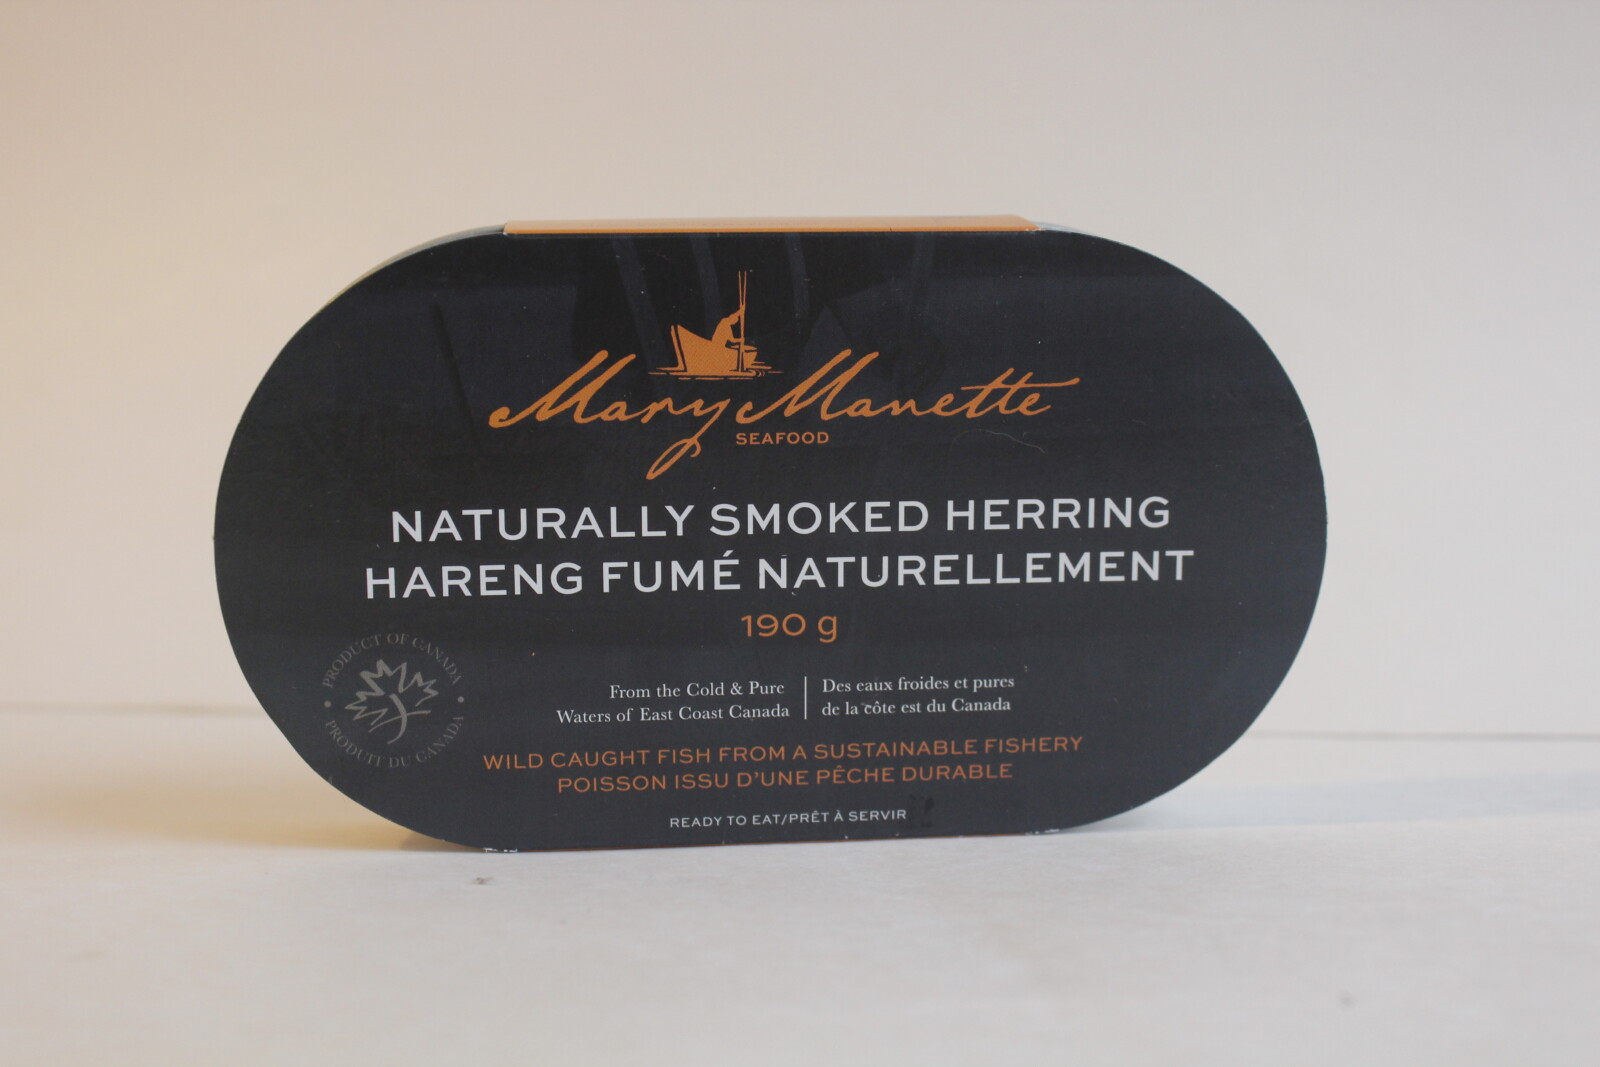 Mary Manette
SEAFOOD
NATURALLY SMOKED HERRING
HARENG FUMÉ NATURELLEMENT
190 g
PRODUCT OF CANADA
PRODUIT DU CANADA
From the Cold & Pure
Waters of East Coast Canada
Des eaux froides et pures
de la côte est du Canada
WILD CAUGHT FISH FROM A SUSTAINABLE FISHERY
POISSON ISSU D'UNE PÊCHE DURABLE
READY TO EAT/PRÊT À SERVIR